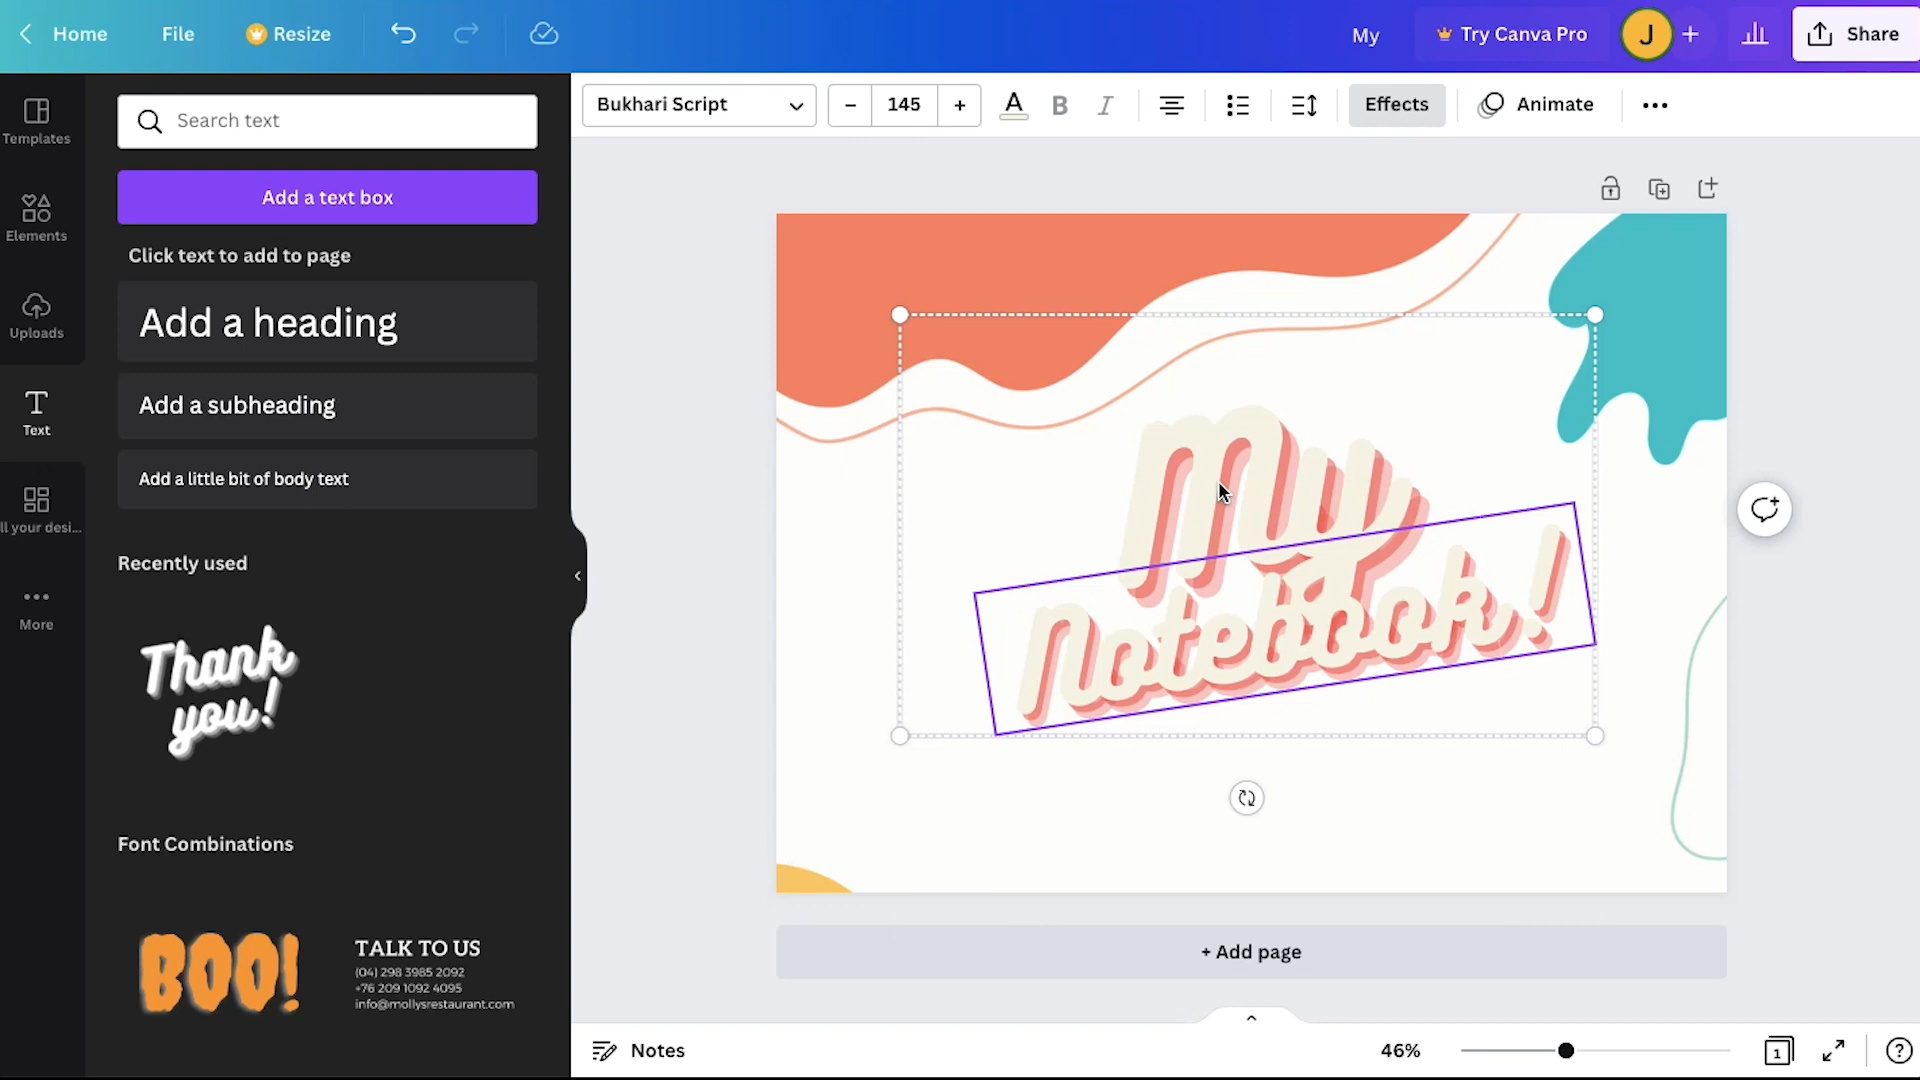 Home
File
Resize
My
Try Canva Pro
J
Share
Templates
Elements
Uploads
Text
ll your desi...
More
Search text
Add a text box
Click text to add to page
Add a heading
Add a subheading
Add a little bit of body text
Recently used
Thank
you!
Font Combinations
BOO!
TALK TO US
(04) 298 3985 2092
+76 209 1092 4095
info@mollysrestaurant.com
Bukhari Script
145
A
B
I
Effects
Animate
My
Notebook!
+ Add page
Notes
46%
1
?